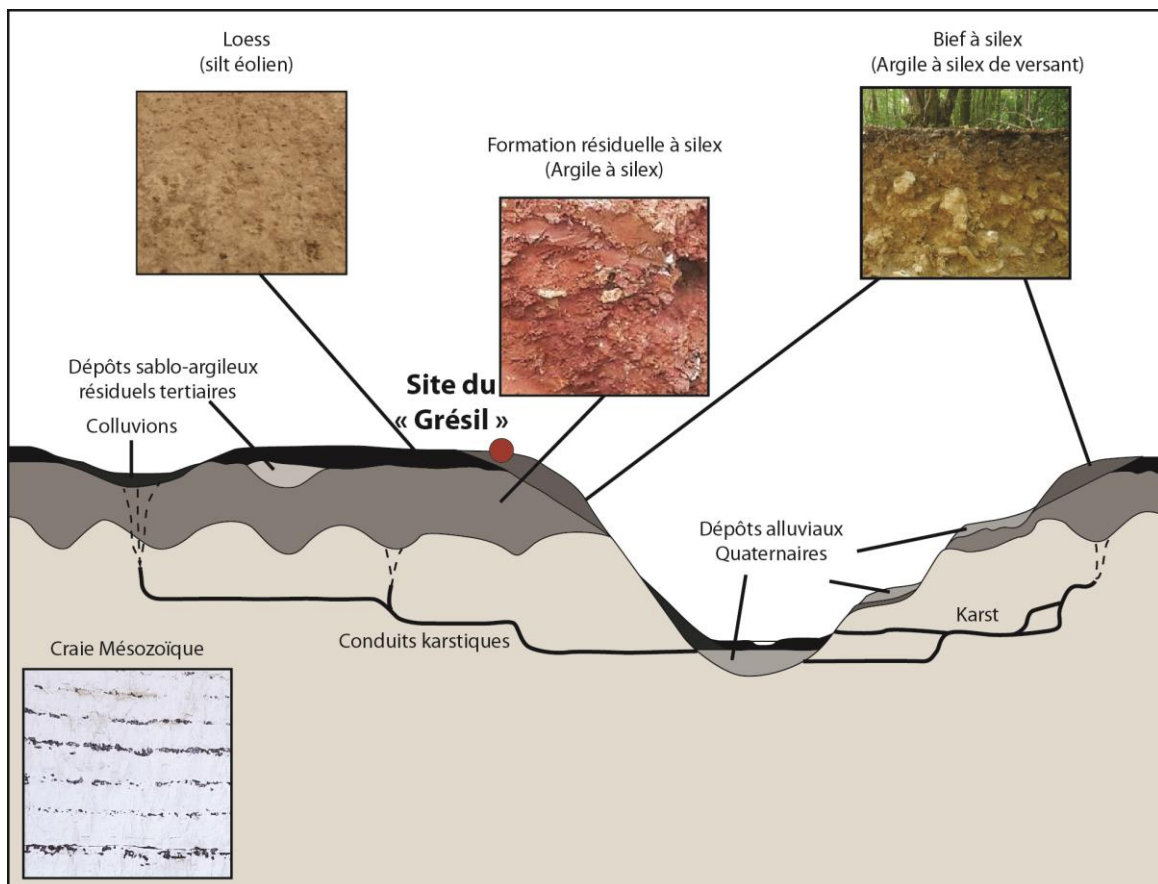 Loess
(silt éolien)
Bief à silex
(Argile à silex de versant)
Formation résiduelle à silex
(Argile à silex)
Dépôts sablo-argileux
résiduels tertiaires
Colluvions
Site du
« Grésil »
Dépôts alluviaux
Quaternaires
Karst
Conduits karstiques
Craie Mésozoïque